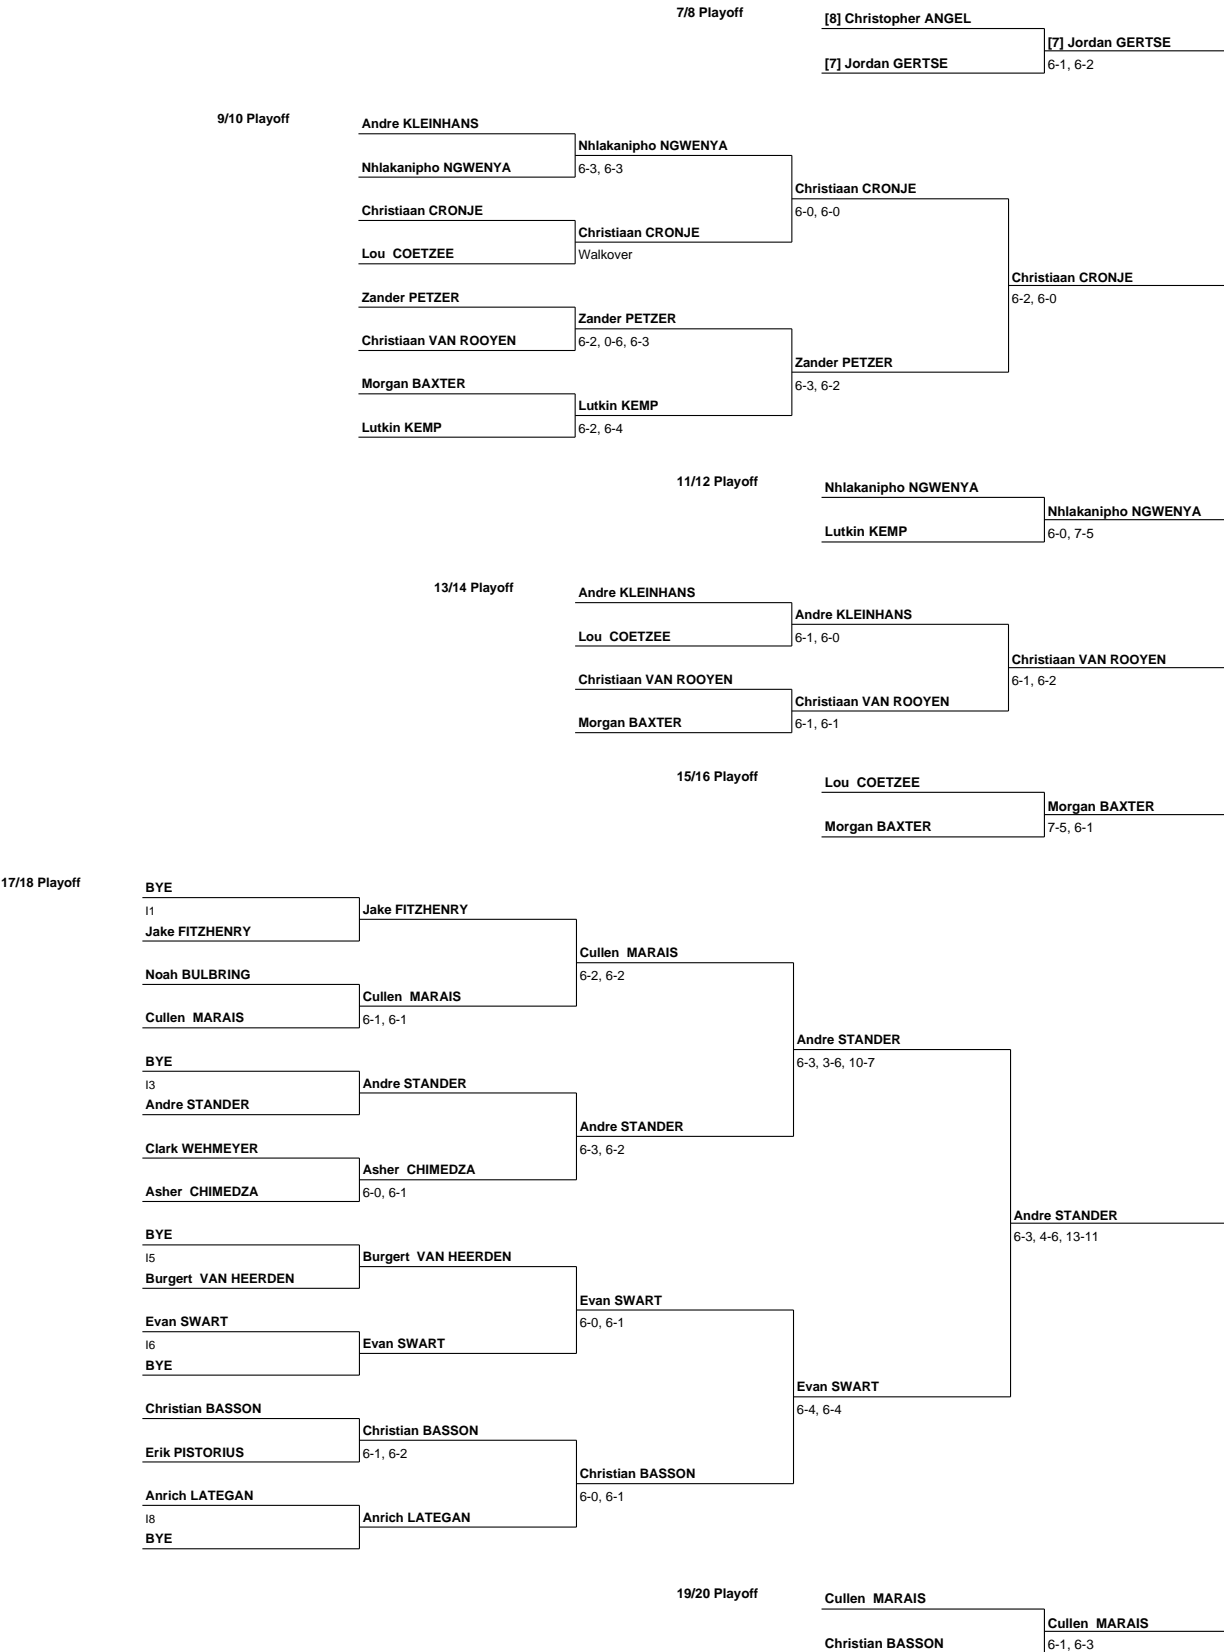 7/8 Playoff
[8] Christopher ANGEL
[7] Jordan GERTSE
[7] Jordan GERTSE
6-1, 6-2
9/10 Playoff
Andre KLEINHANS
Nhlakanipho NGWENYA
Nhlakanipho NGWENYA
6-3, 6-3
Christiaan CRONJE
6-0, 6-0
Christiaan CRONJE
Christiaan CRONJE
Lou COETZEE
Walkover
Christiaan CRONJE
6-2, 6-0
Zander PETZER
Zander PETZER
Christiaan VAN ROOYEN
6-2, 0-6, 6-3
Zander PETZER
6-3, 6-2
Morgan BAXTER
Lutkin KEMP
Lutkin KEMP
6-2, 6-4
11/12 Playoff
Nhlakanipho NGWENYA
Nhlakanipho NGWENYA
Lutkin KEMP
6-0, 7-5
13/14 Playoff
Andre KLEINHANS
Andre KLEINHANS
Lou COETZEE
6-1, 6-0
Christiaan VAN ROOYEN
6-1, 6-2
Christiaan VAN ROOYEN
Christiaan VAN ROOYEN
Morgan BAXTER
6-1, 6-1
15/16 Playoff
Lou COETZEE
Morgan BAXTER
Morgan BAXTER
7-5, 6-1
17/18 Playoff
BYE
I1
Jake FITZHENRY
Jake FITZHENRY
Cullen MARAIS
6-2, 6-2
Noah BULBRING
Cullen MARAIS
Cullen MARAIS
6-1, 6-1
Andre STANDER
6-3, 3-6, 10-7
BYE
I3
Andre STANDER
Andre STANDER
Andre STANDER
6-3, 6-2
Clark WEHMEYER
Asher CHIMEDZA
Asher CHIMEDZA
6-0, 6-1
Andre STANDER
6-3, 4-6, 13-11
BYE
I5
Burgert VAN HEERDEN
Burgert VAN HEERDEN
Evan SWART
6-0, 6-1
Evan SWART
I6
Evan SWART
BYE
Evan SWART
6-4, 6-4
Christian BASSON
Christian BASSON
Erik PISTORIUS
6-1, 6-2
Christian BASSON
6-0, 6-1
Anrich LATEGAN
I8
Anrich LATEGAN
BYE
19/20 Playoff
Cullen MARAIS
Cullen MARAIS
Christian BASSON
6-1, 6-3